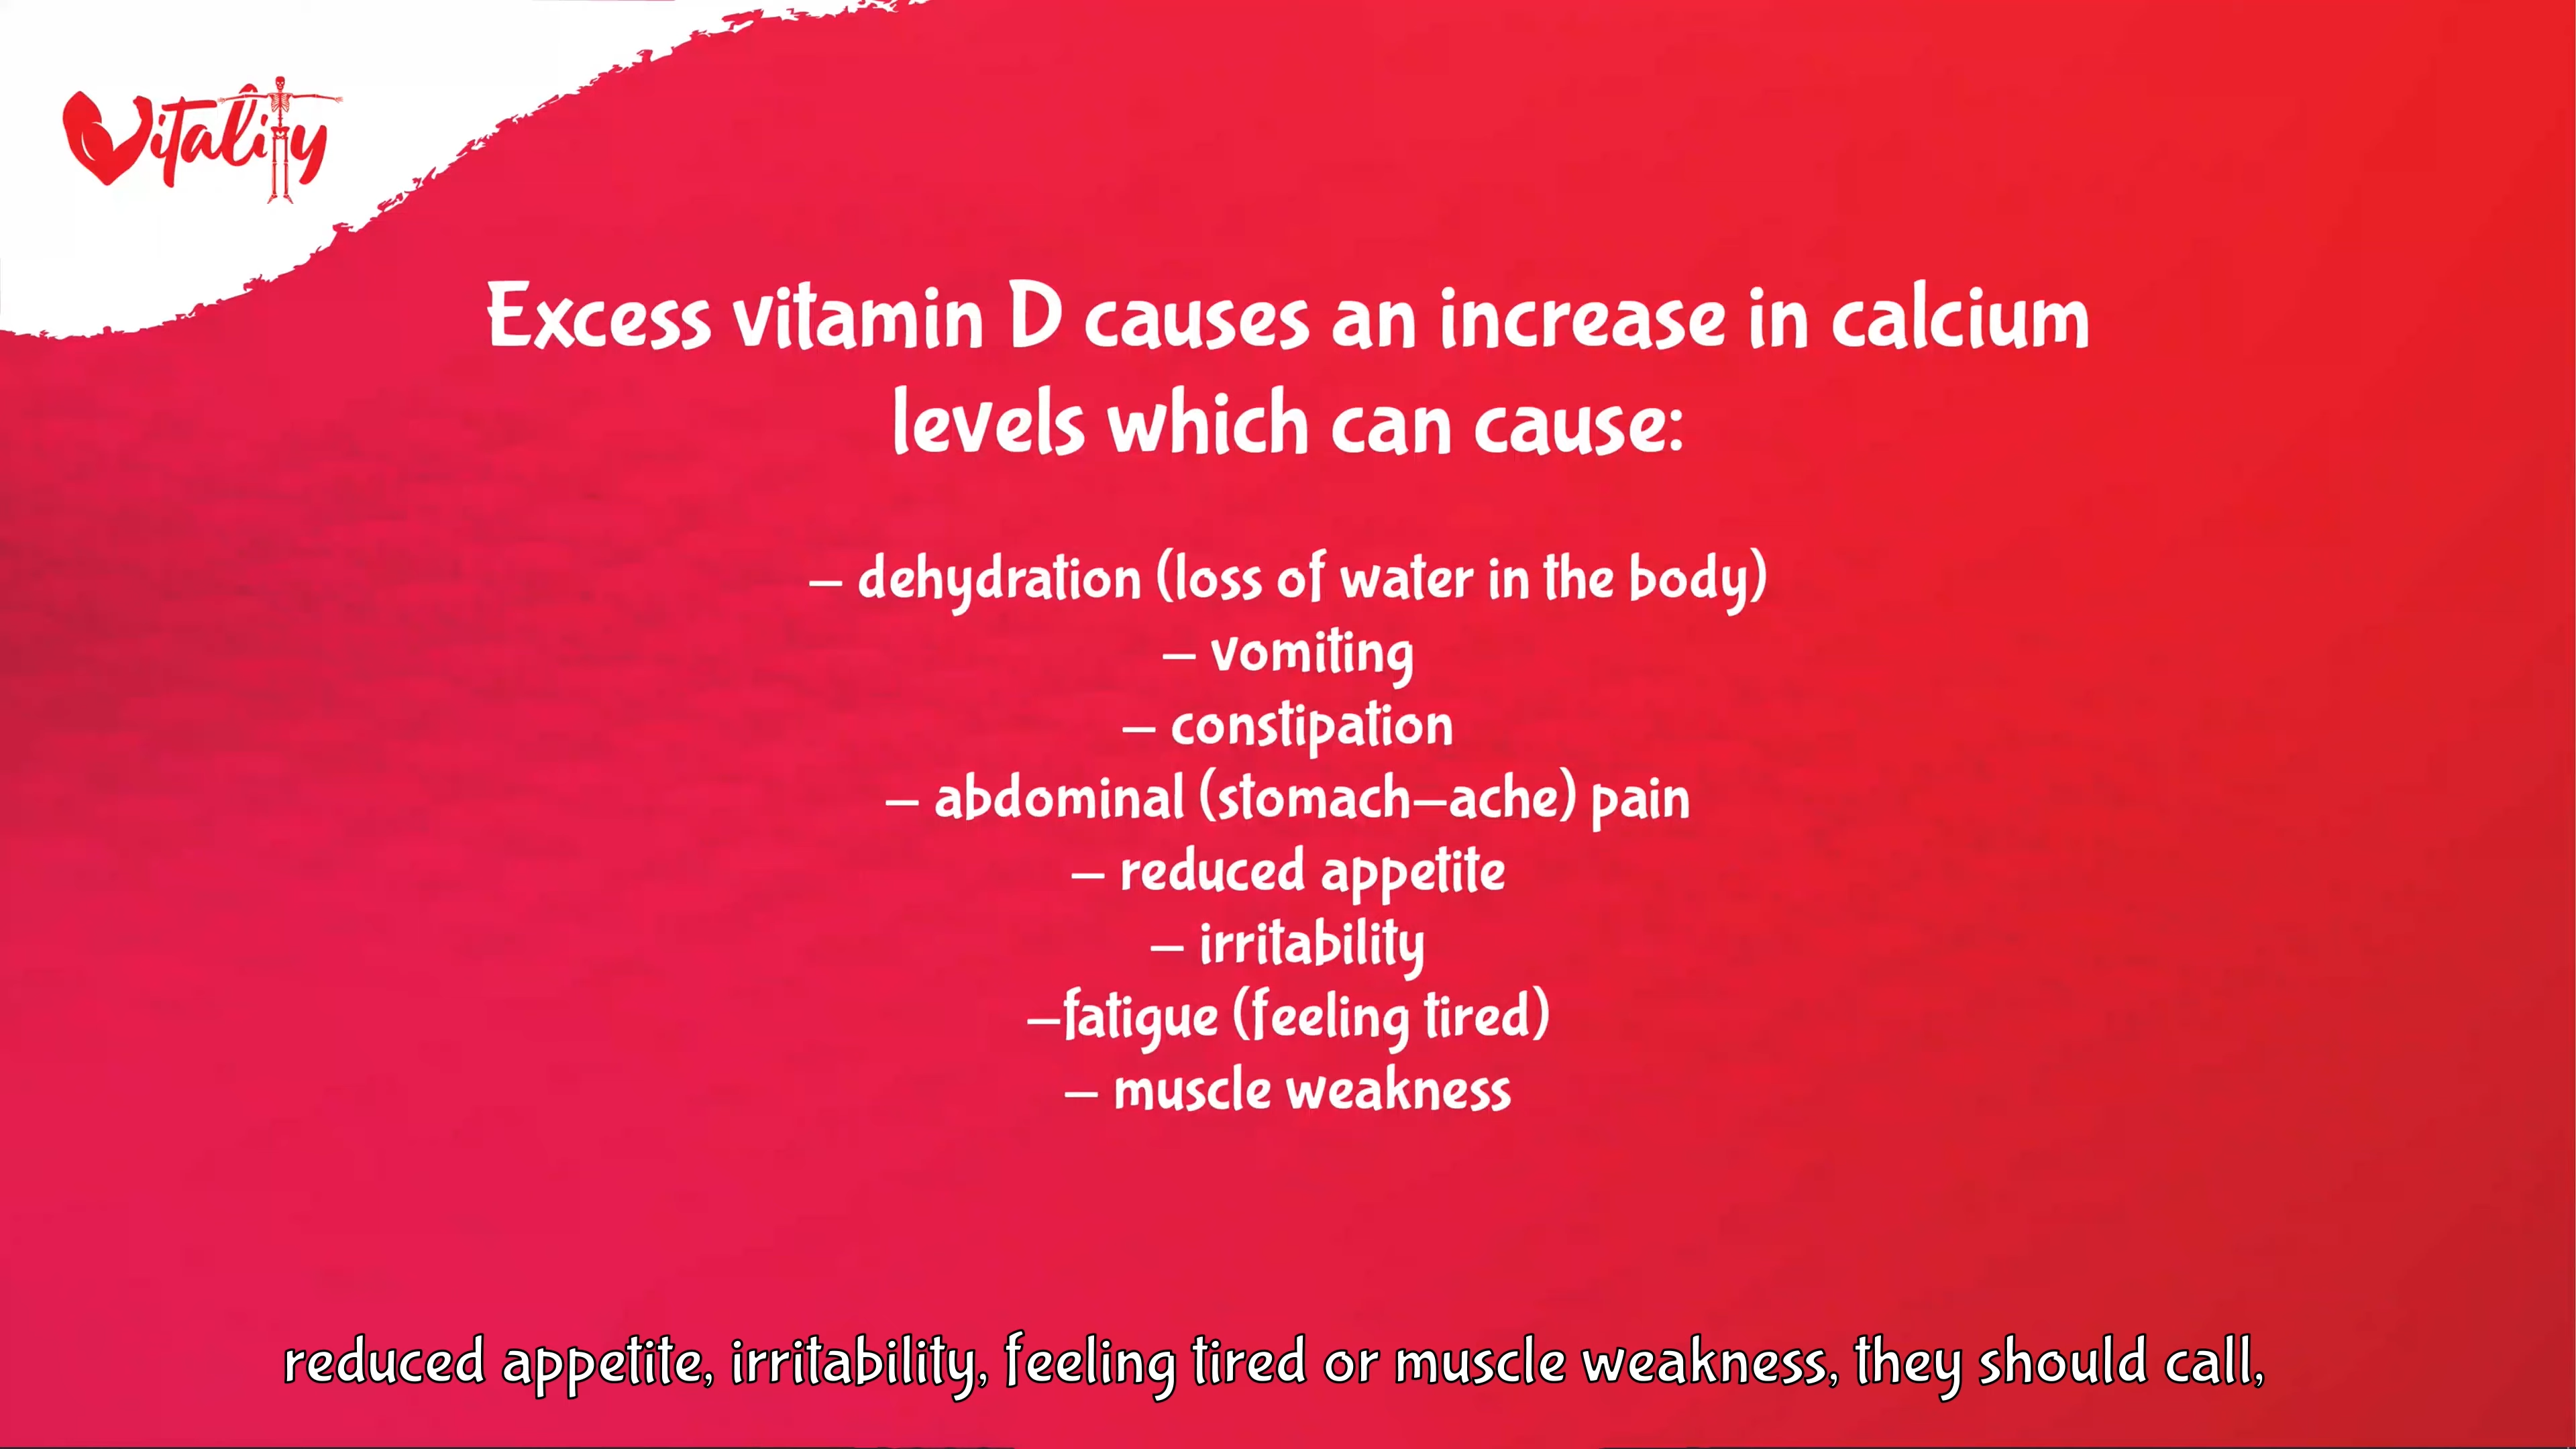 Vitality
Excess vitamin D causes an increase in calcium
levels which can cause:
– dehydration (loss of water in the body)
– vomiting
– constipation
– abdominal (stomach–ache) pain
– reduced appetite
– irritability
–fatigue (feeling tired)
– muscle weakness
reduced appetite, irritability, feeling tired or muscle weakness, they should call,